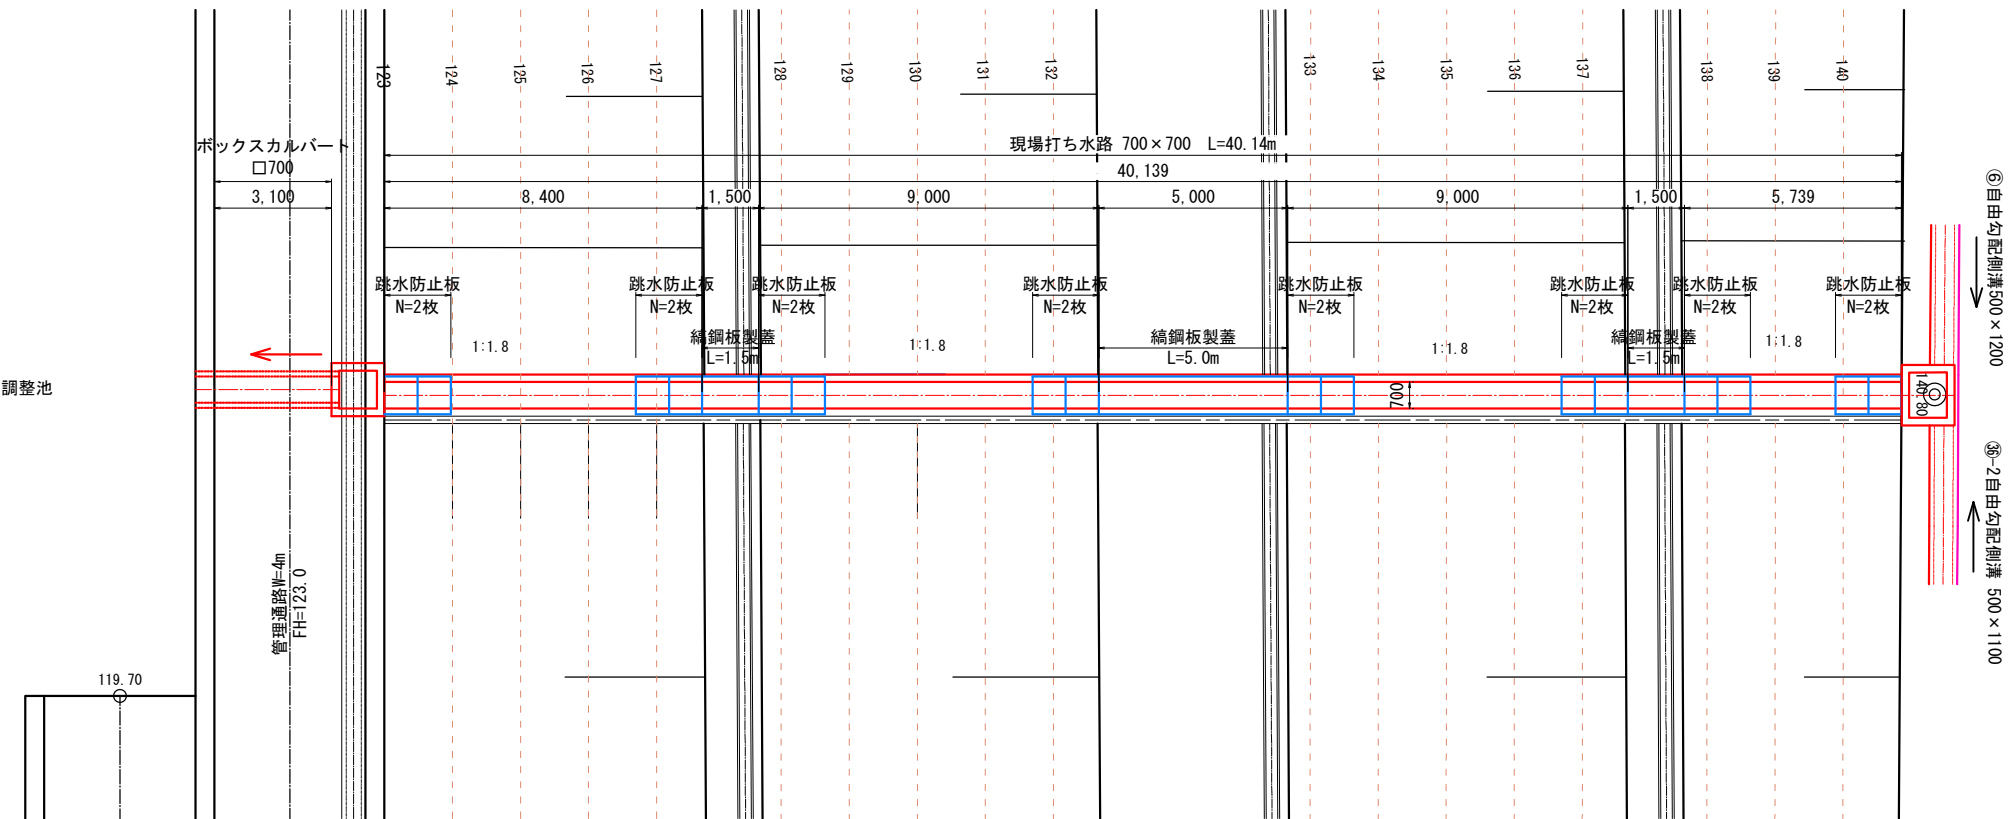 123
124
125
126
127
128
129
130
131
132
133
134
135
136
137
138
139
140
ボックスカルバート
□700
3,100
現場打ち水路 700×700 L=40.14m
40,139
8,400
1,500
9,000
5,000
9,000
1,500
5,739
跳水防止板
N=2枚
跳水防止板
N=2枚
跳水防止板
N=2枚
跳水防止板
N=2枚
跳水防止板
N=2枚
跳水防止板
N=2枚
跳水防止板
N=2枚
跳水防止板
N=2枚
縞鋼板製蓋
L=1.5m
縞鋼板製蓋
L=5.0m
縞鋼板製蓋
L=1.5m
1:1.8
1:1.8
1:1.8
1:1.8
調整池
700
140.80
⑥自由勾配側溝500×1200
㊱-2自由勾配側溝 500×1100
管理通路W=4m
FH=123.0
119.70